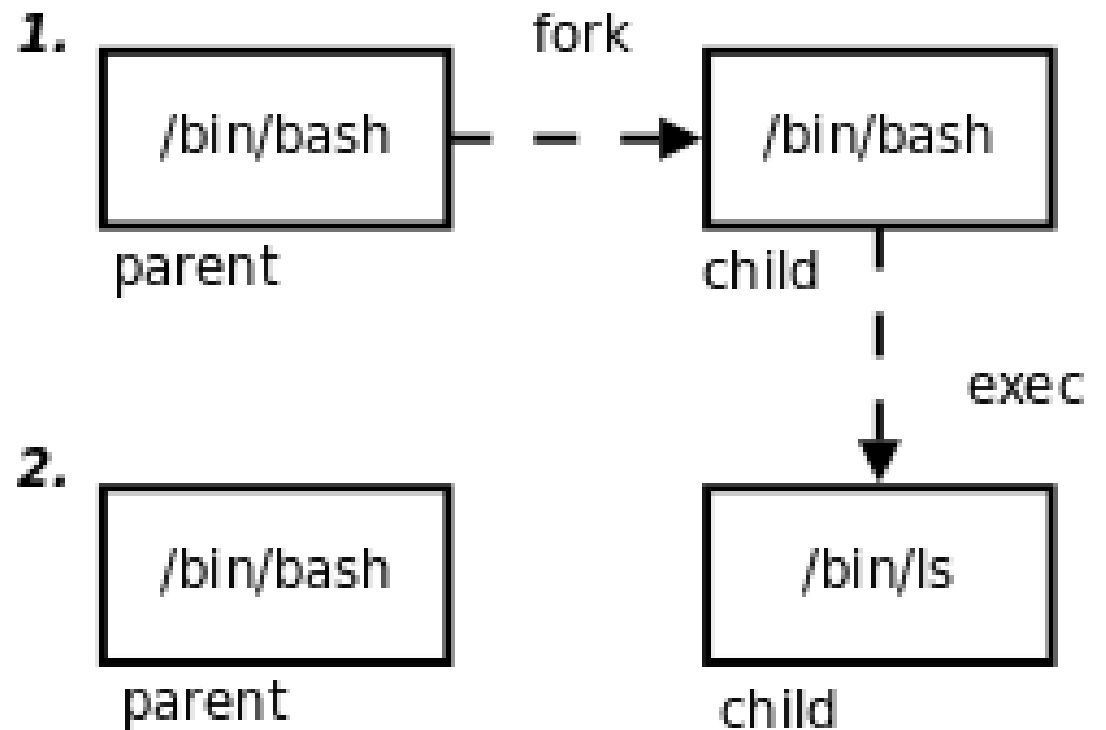 1.
fork
/bin/bash
/bin/bash
parent
child
exec
2.
/bin/bash
/bin/ls
parent
child